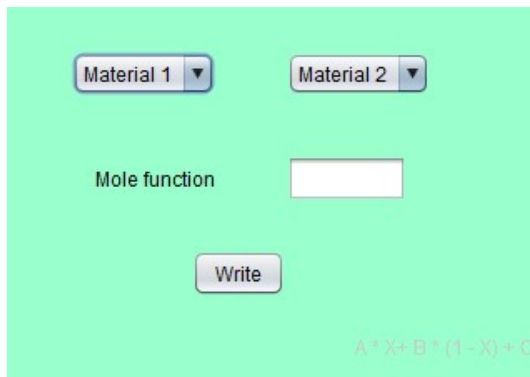 Material 1 Material 2
Mole function
Write
A * X+ B * (1 - X) + C